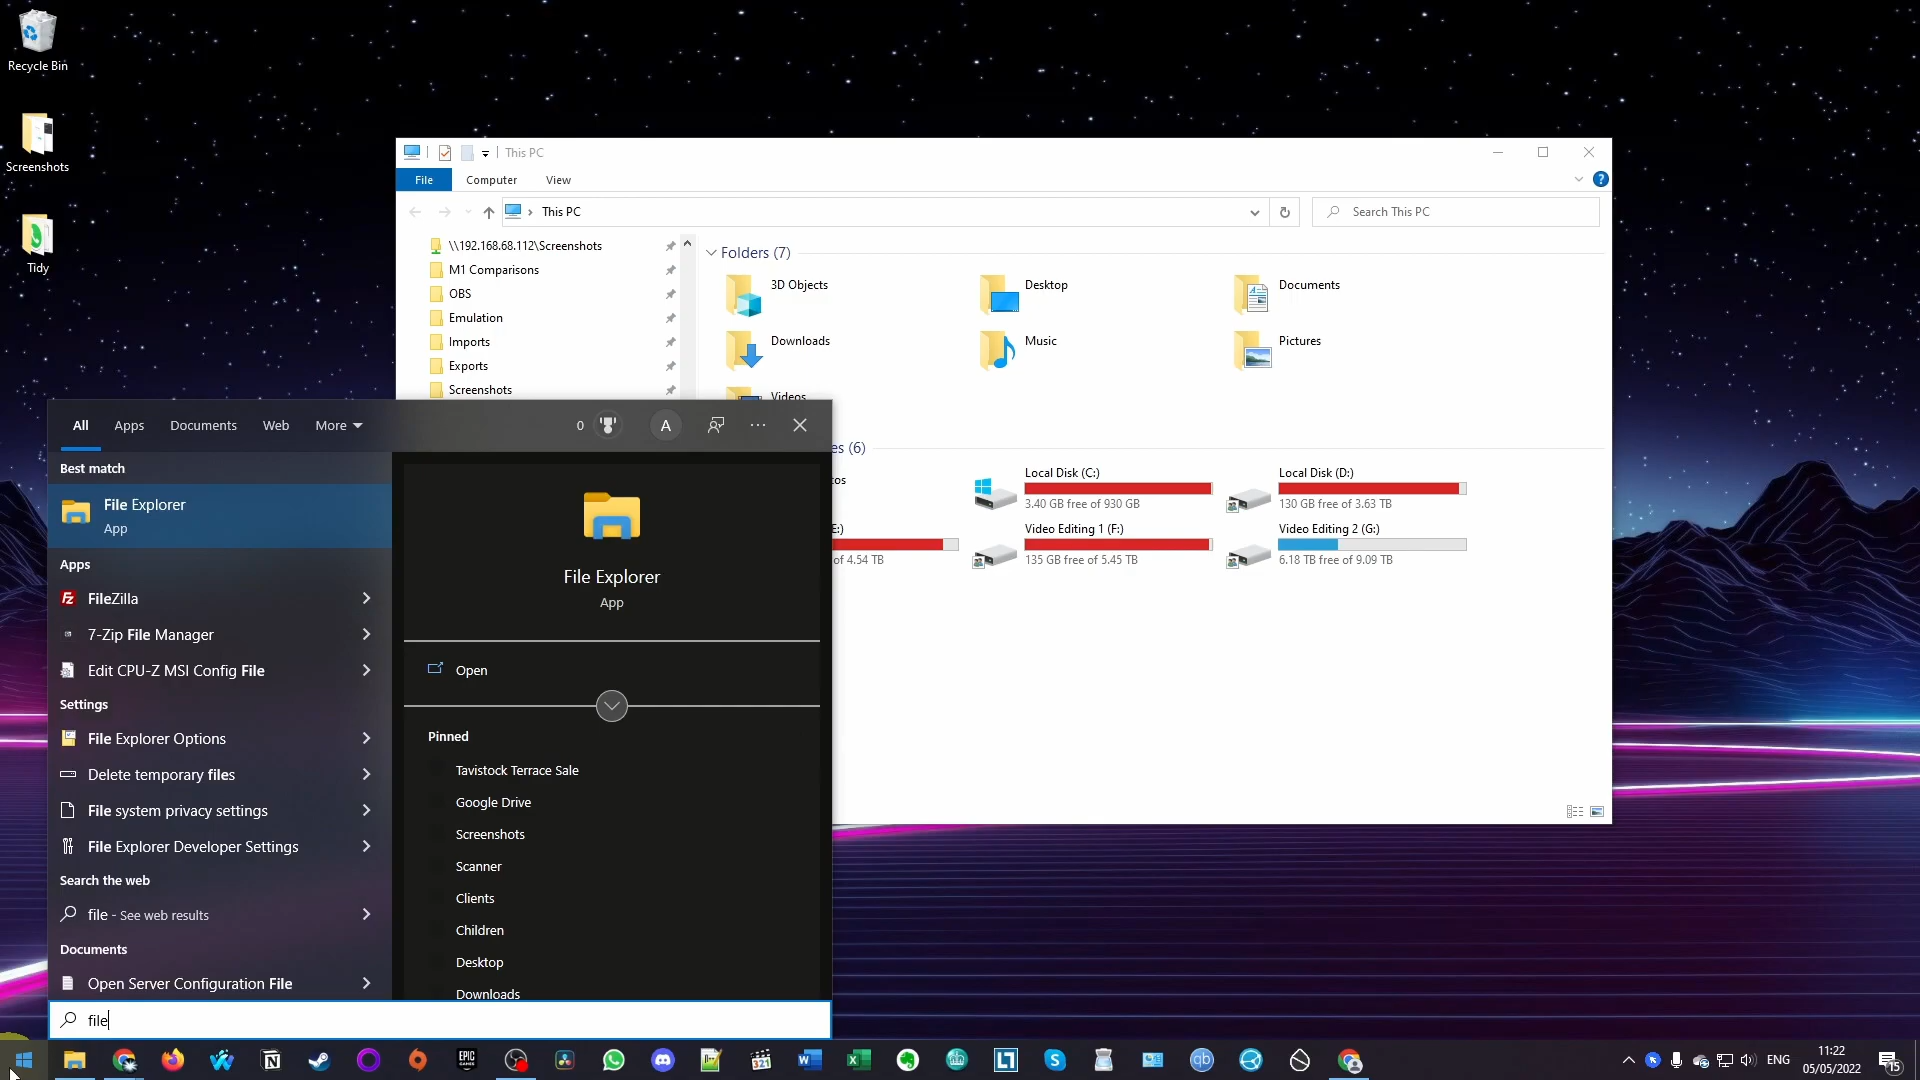 Recycle Bin
Screenshots
Tidy
This PC
File
Computer
View
?
This PC
Search This PC
\\192.168.68.112\Screenshots
M1 Comparisons
OBS
Emulation
Imports
Exports
Screenshots
Folders (7)
3D Objects
Desktop
Documents
Downloads
Music
Pictures
Videos
es (6)
os
Local Disk (C:)
3.40 GB free of 930 GB
Local Disk (D:)
130 GB free of 3.63 TB
E:)
of 4.54 TB
Video Editing 1 (F:)
135 GB free of 5.45 TB
Video Editing 2 (G:)
6.18 TB free of 9.09 TB
All
Apps
Documents
Web
More
0
A
Best match
File Explorer
App
Apps
FileZilla
7-Zip File Manager
Edit CPU-Z MSI Config File
Settings
File Explorer Options
Delete temporary files
File system privacy settings
File Explorer Developer Settings
Search the web
file - See web results
Documents
Open Server Configuration File
File Explorer
App
Open
Pinned
Tavistock Terrace Sale
Google Drive
Screenshots
Scanner
Clients
Children
Desktop
Downloads
file
ENG
11:22
05/05/2022
15